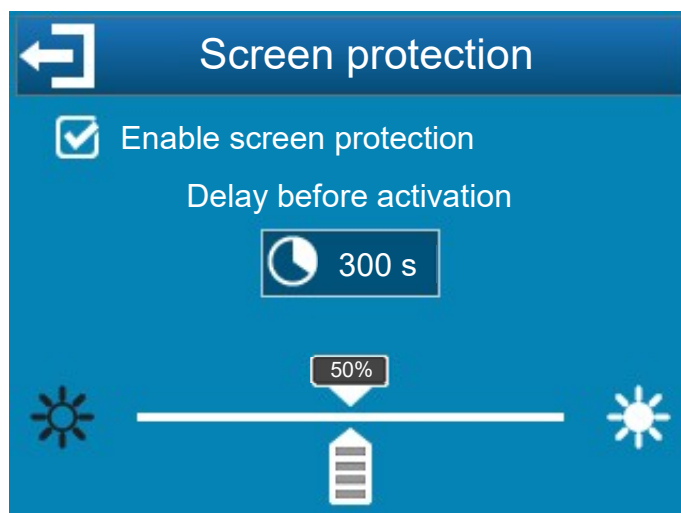 Screen protection
Enable screen protection
Delay before activation
300 s
50%